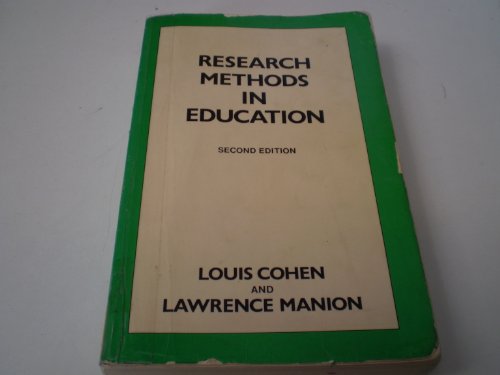 RESEARCH
METHODS
IN
EDUCATION
SECOND EDITION
LOUIS COHEN
AND
LAWRENCE MANION